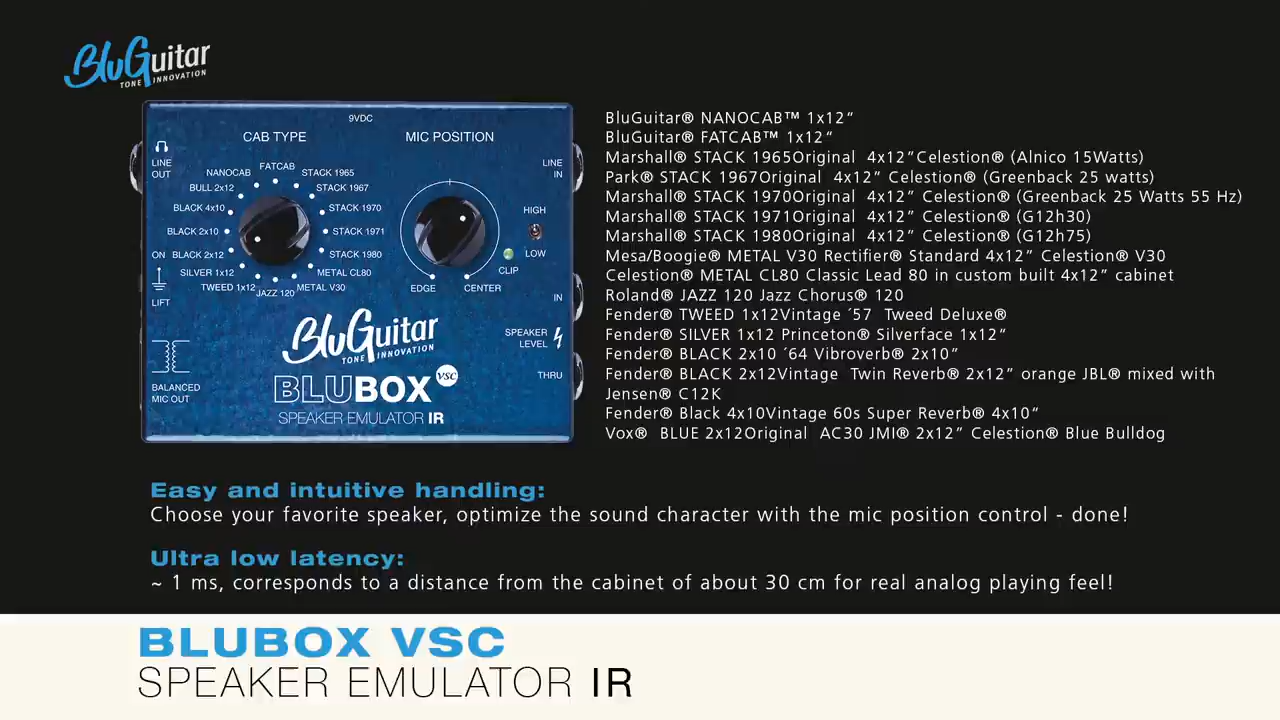 BluGuitar
TONE INNOVATION
9VDC
CAB TYPE
MIC POSITION
LINE
OUT
LINE
IN
FATCAB
NANOCAB
STACK 1965
BULL 2x12
STACK 1967
BLACK 4x10
STACK 1970
HIGH
BLACK 2x10
STACK 1971
ON
BLACK 2x12
STACK 1980
LOW
SILVER 1x12
METAL CL80
CLIP
TWEED 1x12
JAZZ 120
METAL V30
EDGE
CENTER
LIFT
IN
BluGuitar
TONE INNOVATION
SPEAKER
LEVEL
THRU
BALANCED
MIC OUT
BLUBOX VSC
SPEAKER EMULATOR IR
BluGuitar® NANOCAB™ 1x12“
BluGuitar® FATCAB™ 1x12“
Marshall® STACK 1965Original  4x12”Celestion® (Alnico 15Watts)
Park® STACK 1967Original  4x12” Celestion® (Greenback 25 watts)
Marshall® STACK 1970Original  4x12” Celestion® (Greenback 25 Watts 55 Hz)
Marshall® STACK 1971Original  4x12” Celestion® (G12h30)
Marshall® STACK 1980Original  4x12” Celestion® (G12h75)
Mesa/Boogie® METAL V30 Rectifier® Standard 4x12” Celestion® V30
Celestion® METAL CL80 Classic Lead 80 in custom built 4x12” cabinet
Roland® JAZZ 120 Jazz Chorus® 120
Fender® TWEED 1x12Vintage ´57  Tweed Deluxe®
Fender® SILVER 1x12 Princeton® Silverface 1x12“
Fender® BLACK 2x10 ´64 Vibroverb® 2x10”
Fender® BLACK 2x12Vintage  Twin Reverb® 2x12” orange JBL® mixed with
Jensen® C12K
Fender® Black 4x10Vintage 60s Super Reverb® 4x10“
Vox®  BLUE 2x12Original  AC30 JMI® 2x12” Celestion® Blue Bulldog
Easy and intuitive handling:
Choose your favorite speaker, optimize the sound character with the mic position control - done!
Ultra low latency:
~ 1 ms, corresponds to a distance from the cabinet of about 30 cm for real analog playing feel!
BLUBOX VSC
SPEAKER EMULATOR IR